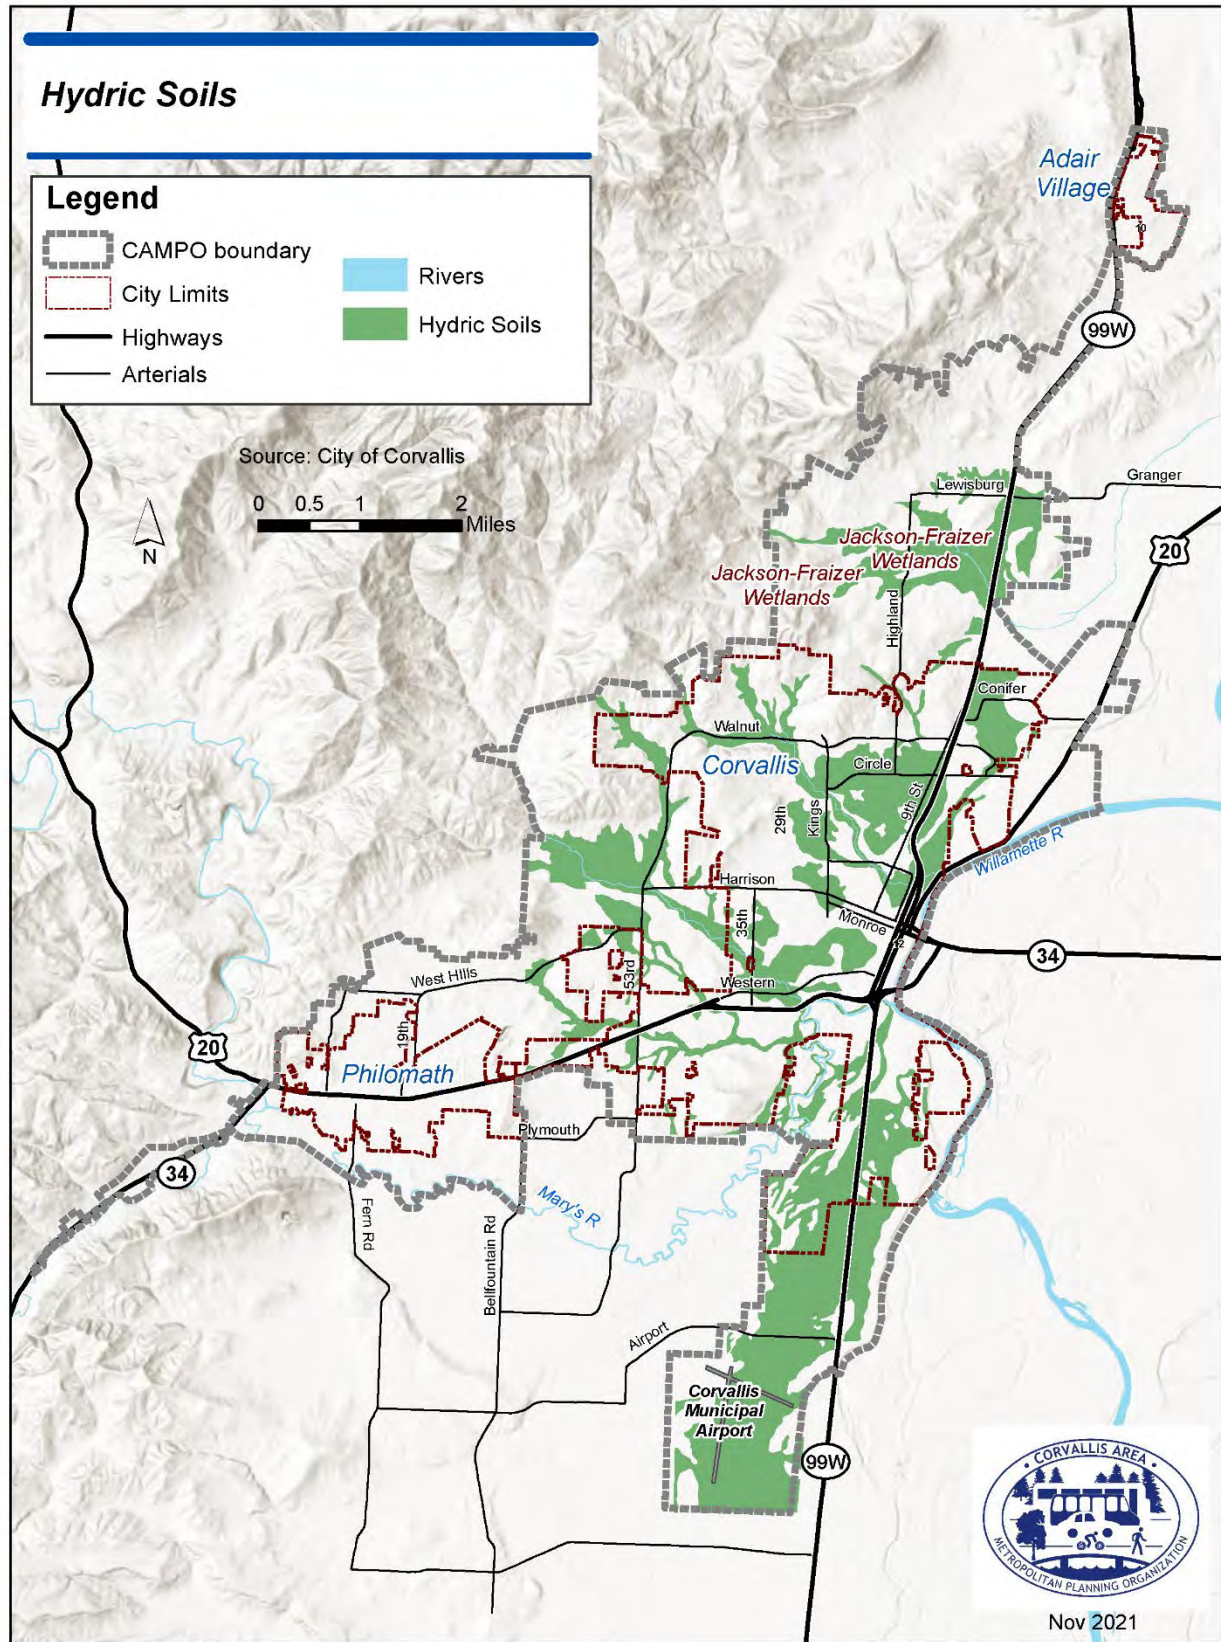 Hydric Soils
Legend
CAMPO boundary
City Limits
Highways
Arterials
Rivers
Hydric Soils
Source: City of Corvallis
0 0.5 1 2
Miles
N
Adair
Village
10
99W
Granger
Lewisburg
20
Jackson-Fraizer
Wetlands
Jackson-Fraizer
Wetlands
Highland
Conifer
Walnut
Corvallis
Circle
9th St
29th
Kings
Willamette R
Harrison
35th
Monroe
12
34
West Hills
53rd
Western
19th
20
Philomath
Plymouth
34
Mary's R
Fern Rd
Bellfountain Rd
Airport
Corvallis
Municipal
Airport
99W
CORVALLIS AREA
METROPOLITAN PLANNING ORGANIZATION
Nov 2021